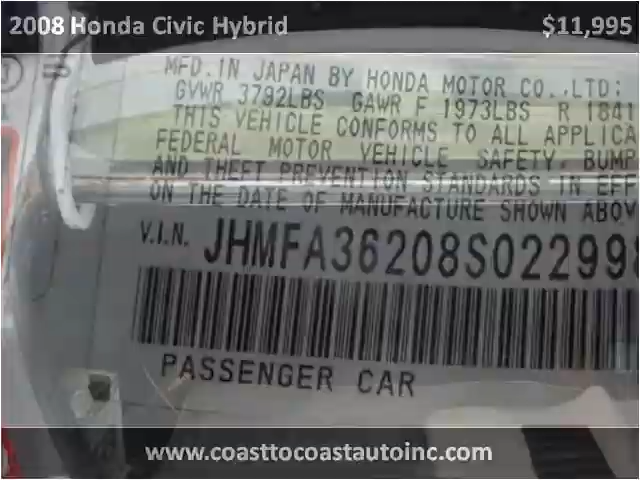 2008 Honda Civic Hybrid $11,995
MFD. IN JAPAN BY HONDA MOTOR CO.,LTD:
GVWR 3792LBS GAWR F 1973LBS R 1841
THIS VEHICLE CONFORMS TO ALL APPLICA
FEDERAL MOTOR VEHICLE SAFETY, BUMP
AND THEFT PREVENTION STANDARDS IN EFF
ON THE DATE OF MANUFACTURE SHOWN ABOV
V.I.N. JHMFA36208S022998
PASSENGER CAR
www.coasttocoastautoinc.com